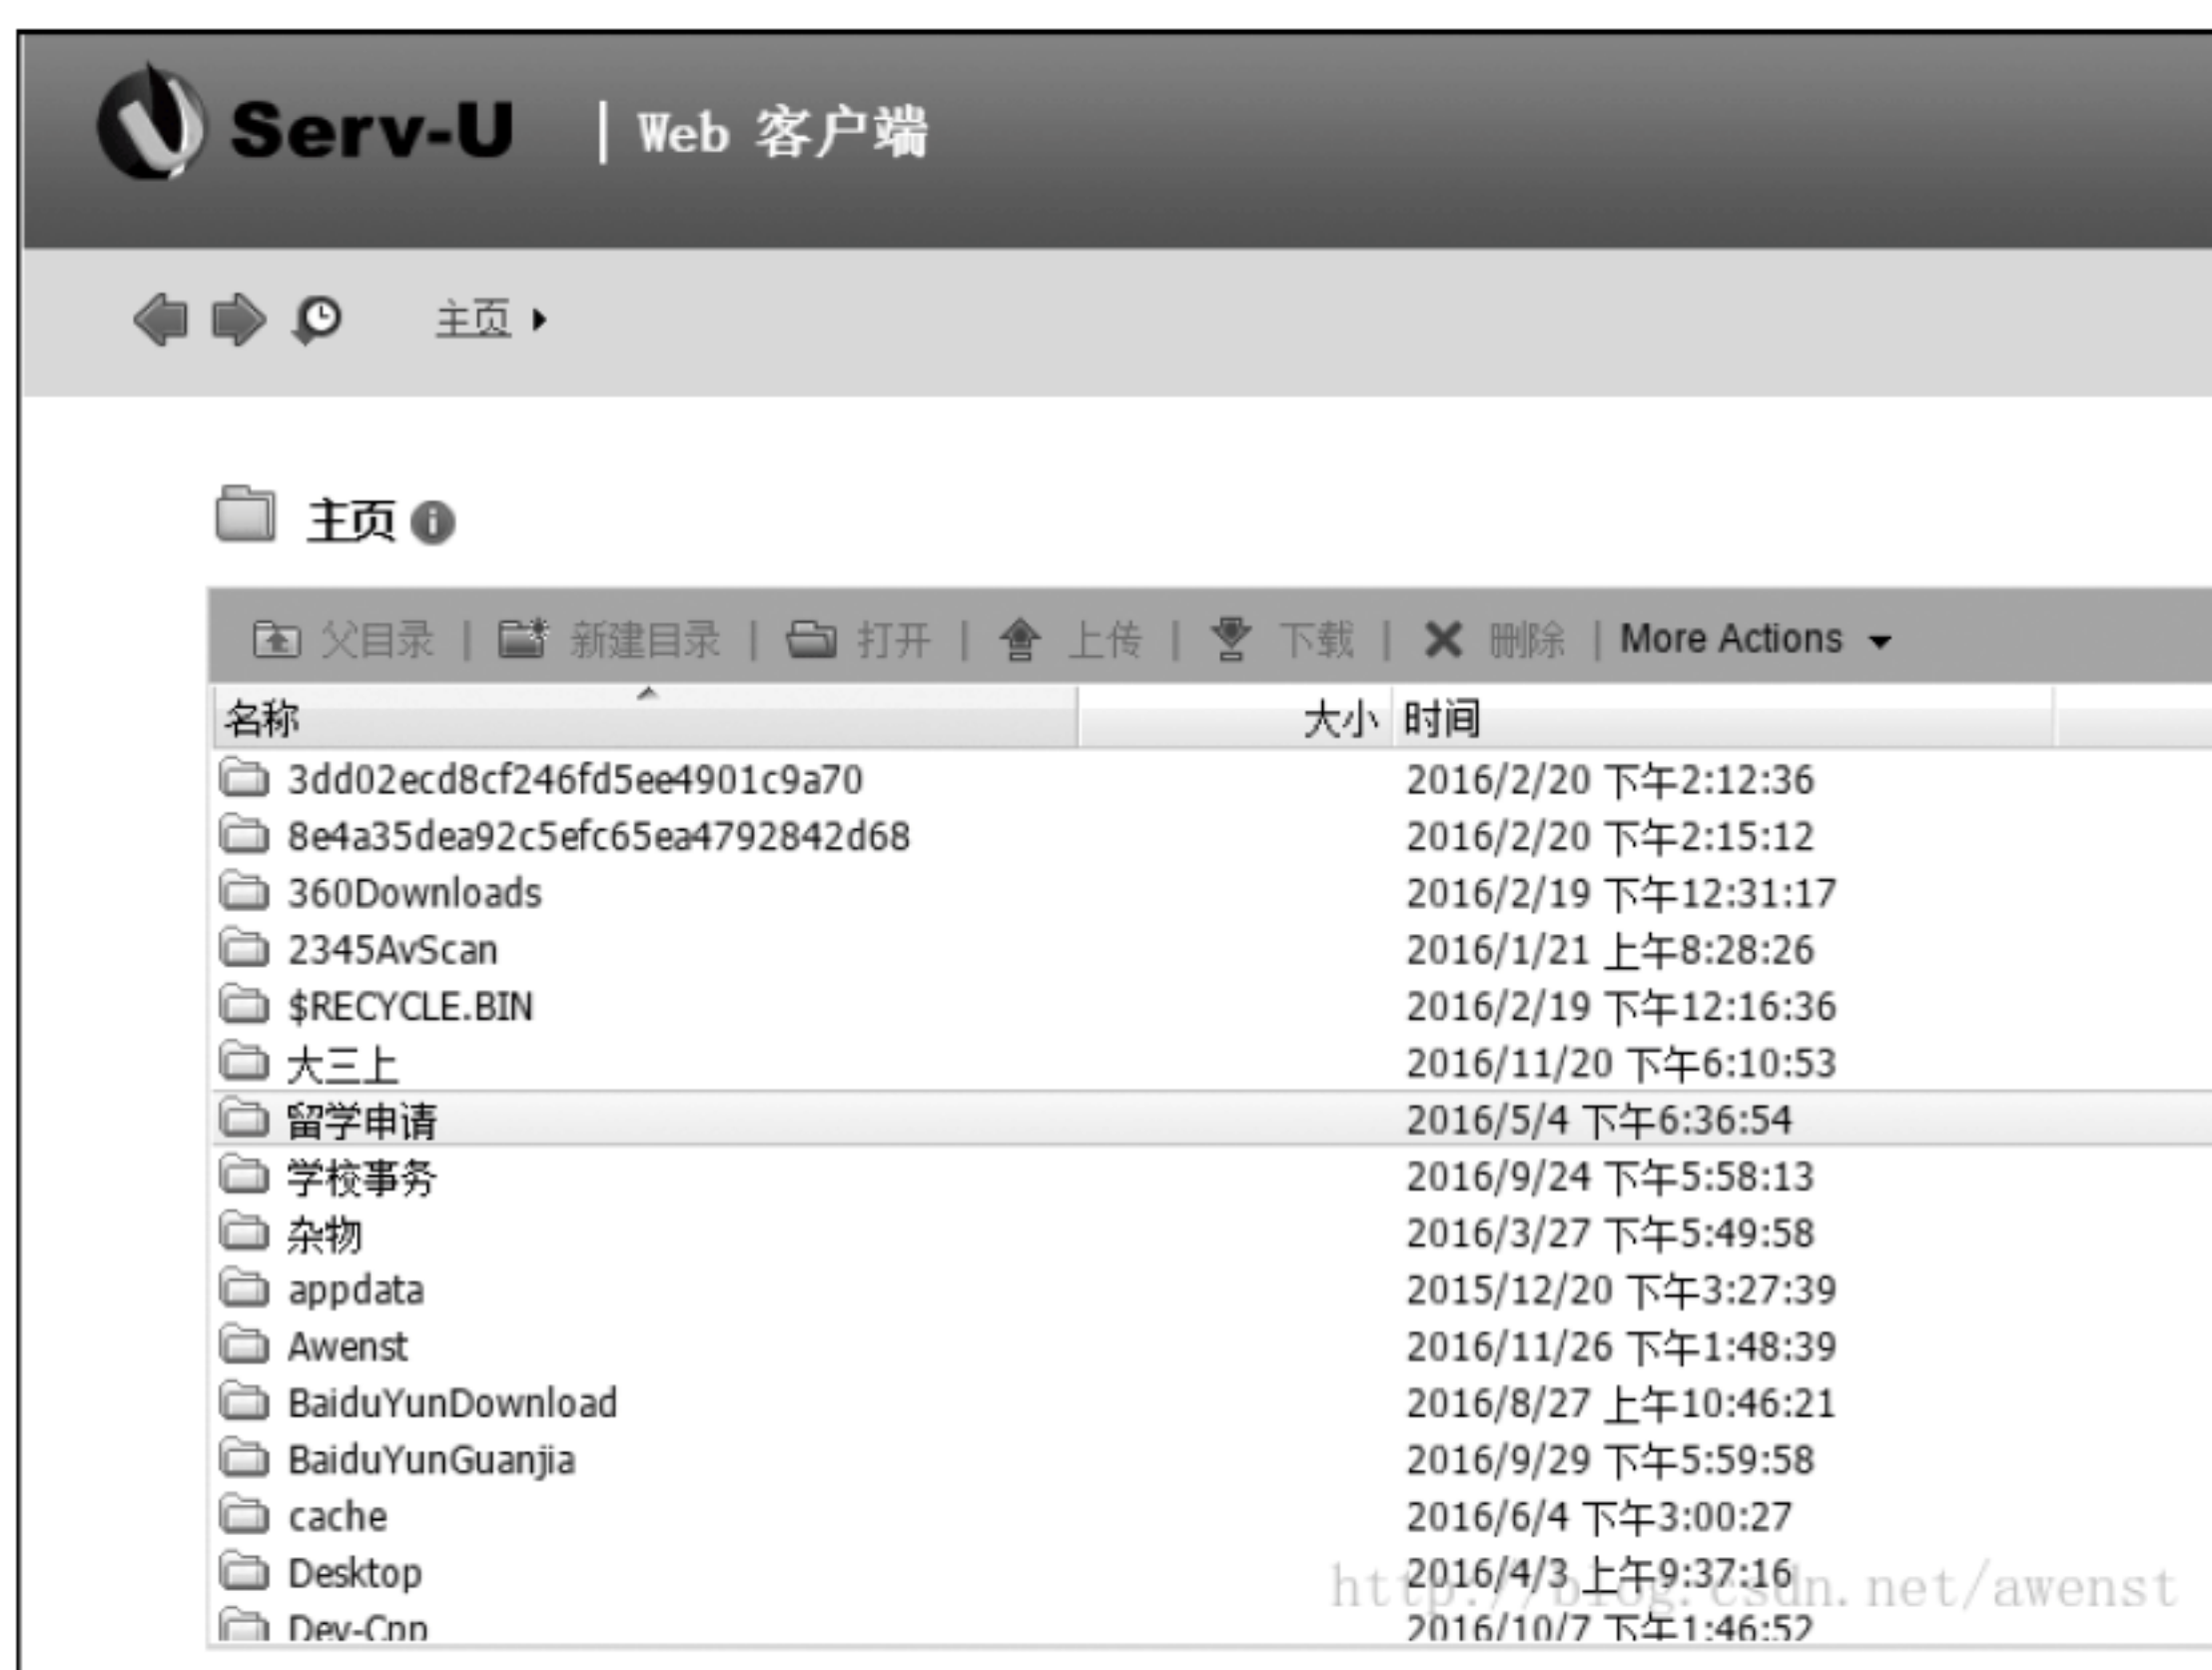 Serv-U | Web 客户端
主页
主页
父目录 | 新建目录 | 打开 | 上传 | 下载 | 删除 | More Actions
名称 大小 时间
3dd02ecd8cf246fd5ee4901c9a70 2016/2/20 下午2:12:36
8e4a35dea92c5efc65ea4792842d68 2016/2/20 下午2:15:12
360Downloads 2016/2/19 下午12:31:17
2345AvScan 2016/1/21 上午8:28:26
$RECYCLE.BIN 2016/2/19 下午12:16:36
大三上 2016/11/20 下午6:10:53
留学申请 2016/5/4 下午6:36:54
学校事务 2016/9/24 下午5:58:13
杂物 2016/3/27 下午5:49:58
appdata 2015/12/20 下午3:27:39
Awenst 2016/11/26 下午1:48:39
BaiduYunDownload 2016/8/27 上午10:46:21
BaiduYunGuanjia 2016/9/29 下午5:59:58
cache 2016/6/4 下午3:00:27
Desktop 2016/4/3 上午9:37:16
http://blog.csdn.net/awenst
Dev-Cpp 2016/10/7 下午1:46:52